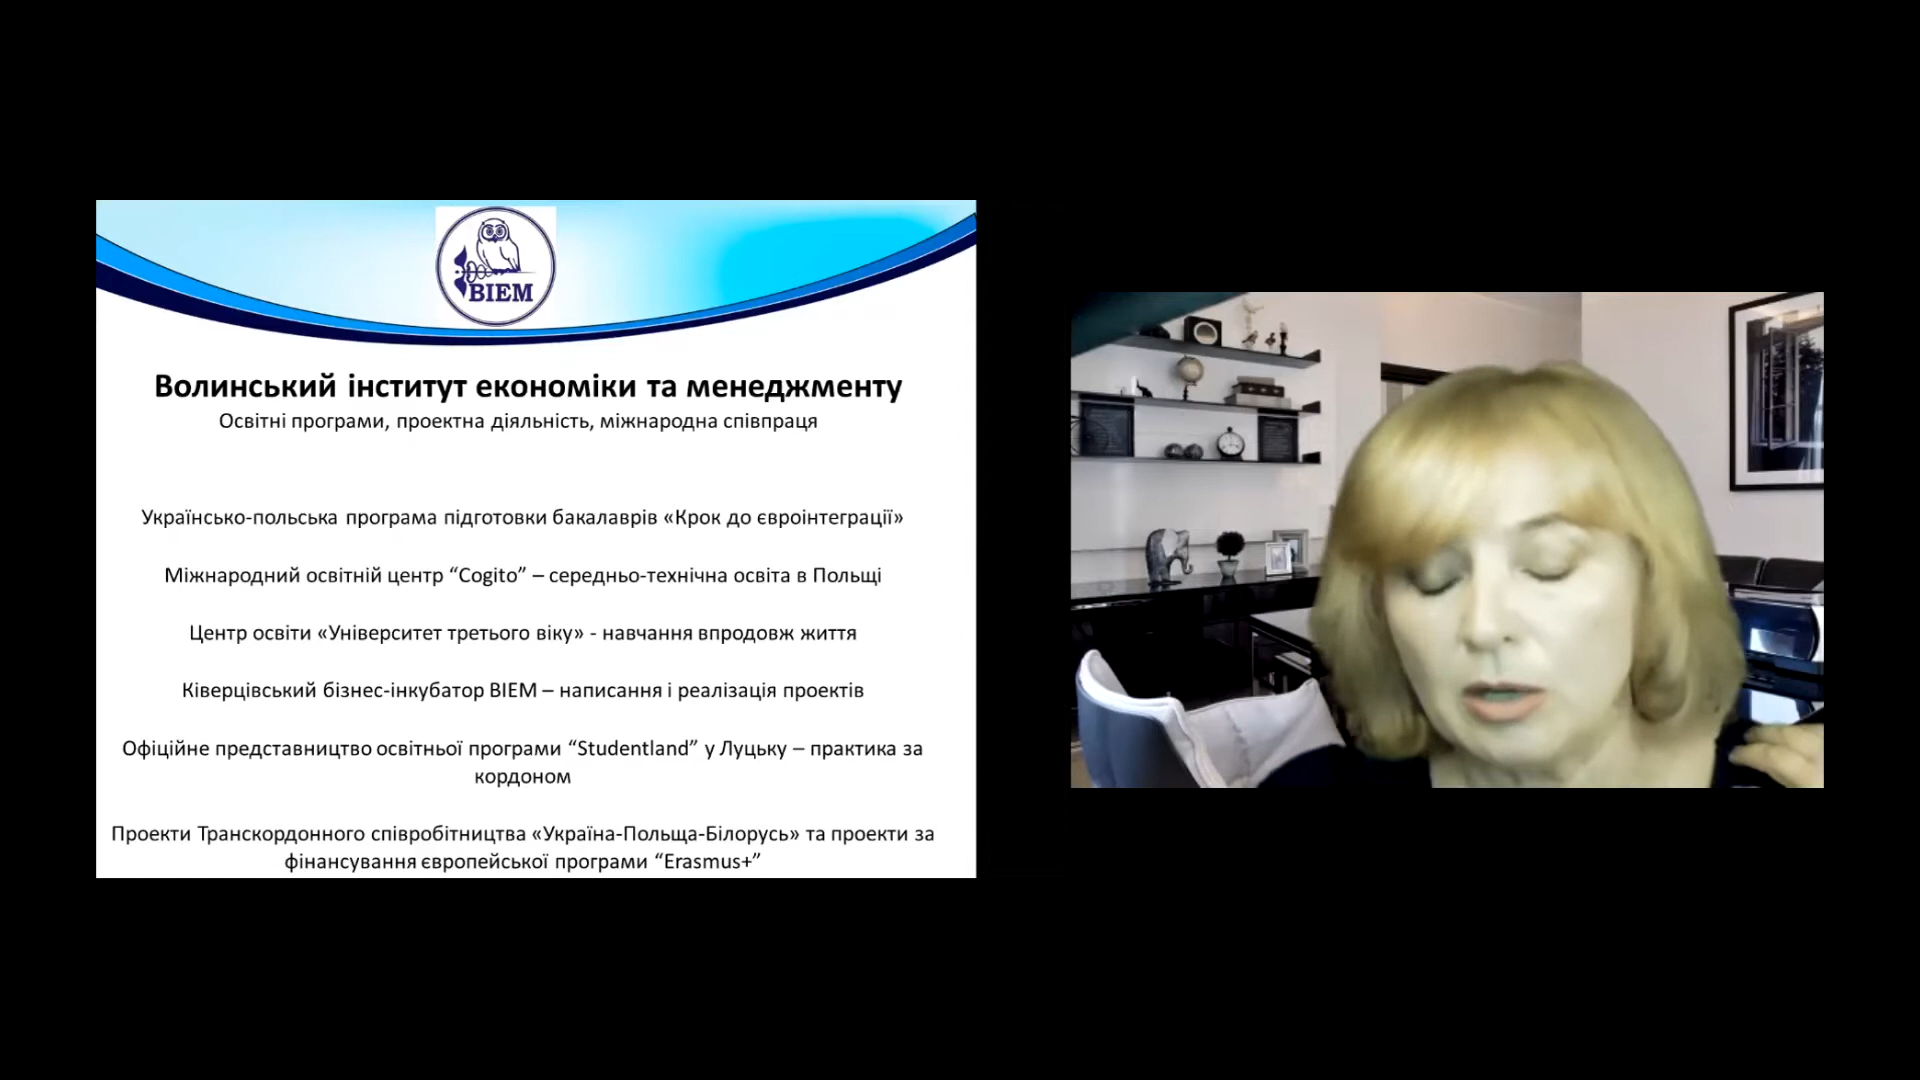 ВІЕМ
Волинський інститут економіки та менеджменту
Освітні програми, проектна діяльність, міжнародна співпраця
Українсько-польська програма підготовки бакалаврів «Крок до євроінтеграції»
Міжнародний освітній центр “Cogito” – середньо-технічна освіта в Польщі
Центр освіти «Університет третього віку» - навчання впродовж життя
Ківерцівський бізнес-інкубатор ВІЕМ – написання і реалізація проектів
Офіційне представництво освітньої програми “Studentland” у Луцьку – практика за
кордоном
Проекти Транскордонного співробітництва «Україна-Польща-Білорусь» та проекти за
фінансування європейської програми “Erasmus+”